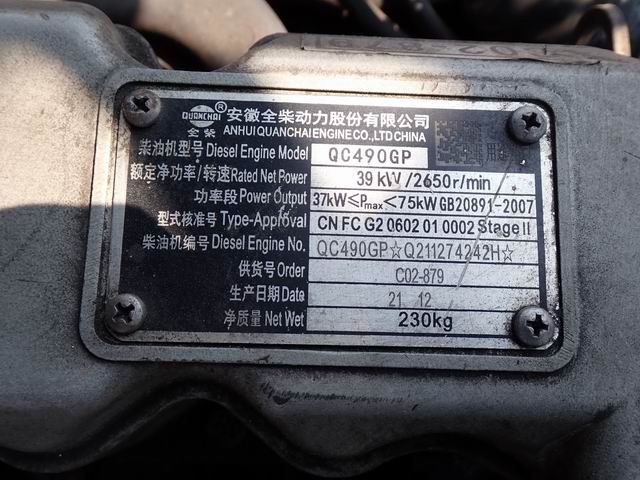 QUANCHAI ®
全柴
安徽全柴动力股份有限公司
ANHUI QUANCHAI ENGINE CO.,LTD CHINA
柴油机型号 Diesel Engine Model QC490GP
额定净功率/转速 Rated Net Power 39 kW/2650r/min
功率段 Power Output 37kW≤Pmax<75kW GB20891-2007
型式核准号 Type-Approval CN FC G2 0602 01 0002 Stage II
柴油机编号 Diesel Engine No. QC490GP☆Q211274242H☆
供货号 Order C02-879
生产日期 Date 21 12
净质量 Net Wet 230kg